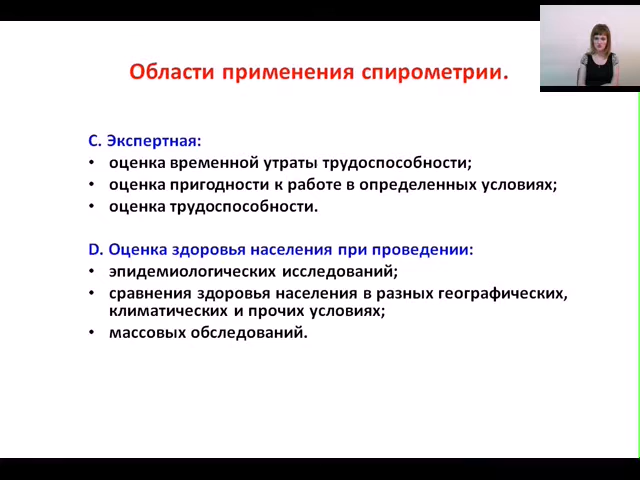 Области применения спирометрии.
С. Экспертная:
• оценка временной утраты трудоспособности;
• оценка пригодности к работе в определенных условиях;
• оценка трудоспособности.
D. Оценка здоровья населения при проведении:
• эпидемиологических исследований;
• сравнения здоровья населения в разных географических,
климатических и прочих условиях;
• массовых обследований.